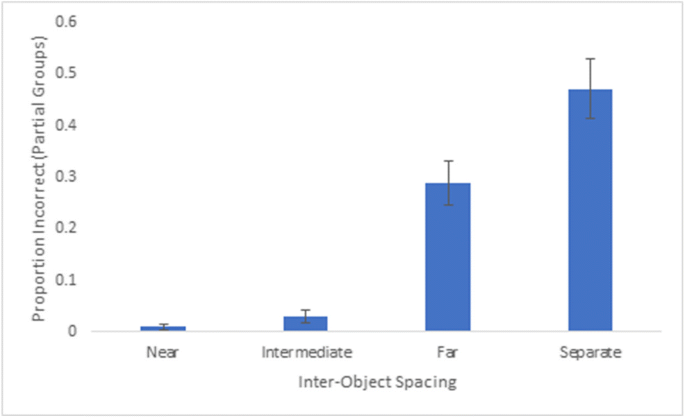 0.6
0.5
0.4
0.3
0.2
0.1
0
Proportion Incorrect (Partial Groups)
Near Intermediate Far Separate
Inter-Object Spacing